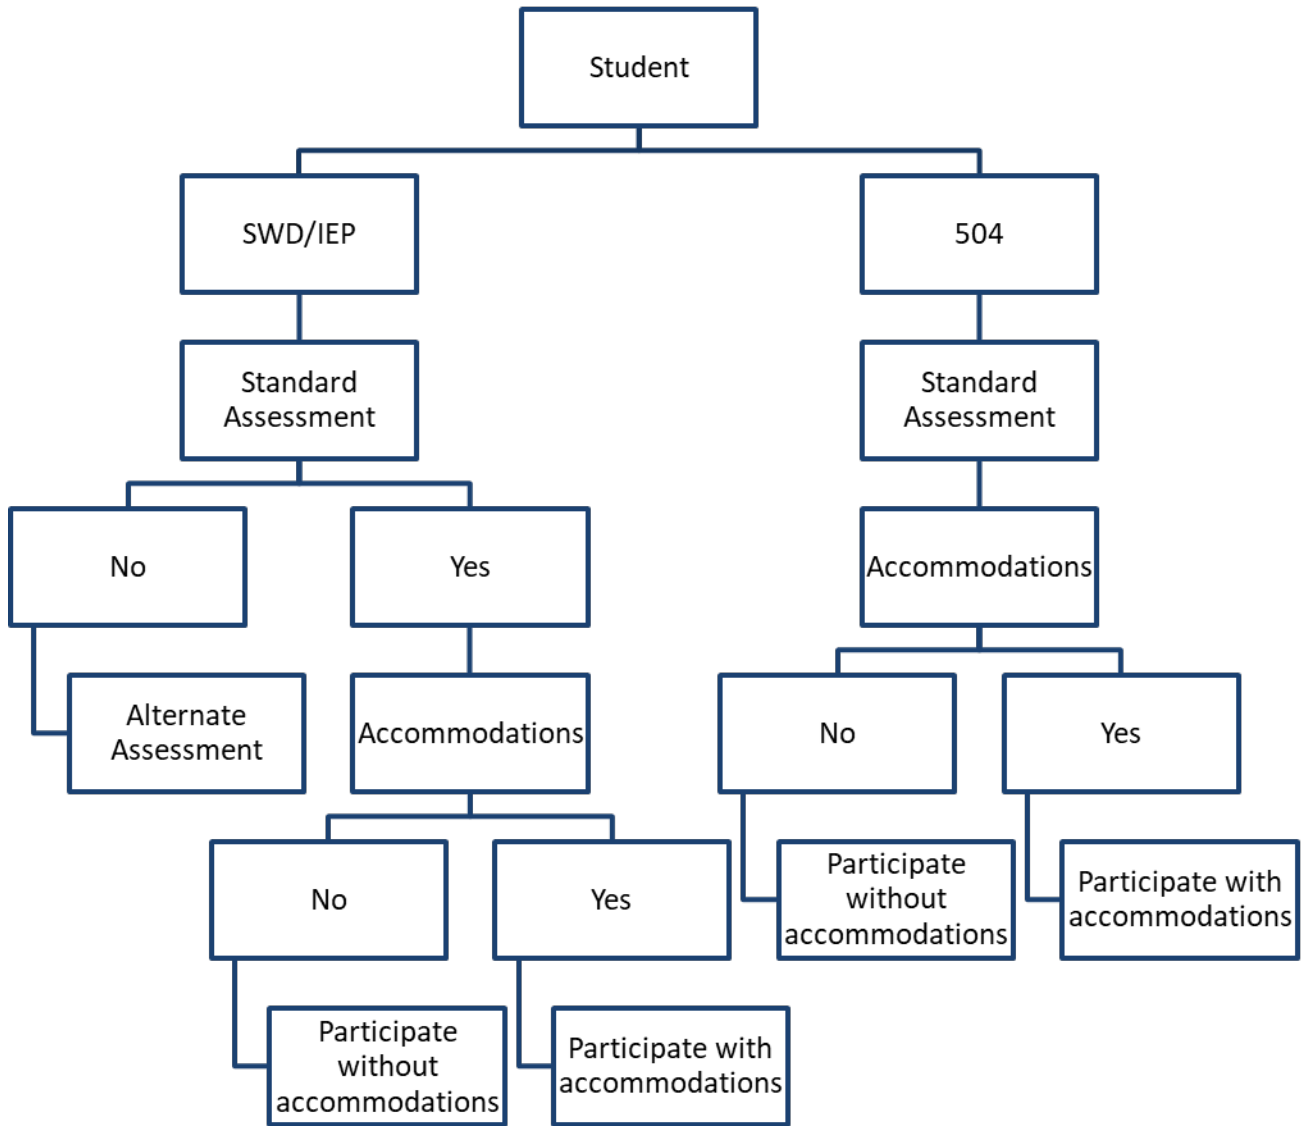 Student
SWD/IEP
504
Standard
Assessment
Standard
Assessment
No
Yes
Accommodations
Alternate
Assessment
Accommodations
No
Yes
No
Yes
Participate
without
accommodations
Participate with
accommodations
Participate
without
accommodations
Participate with
accommodations